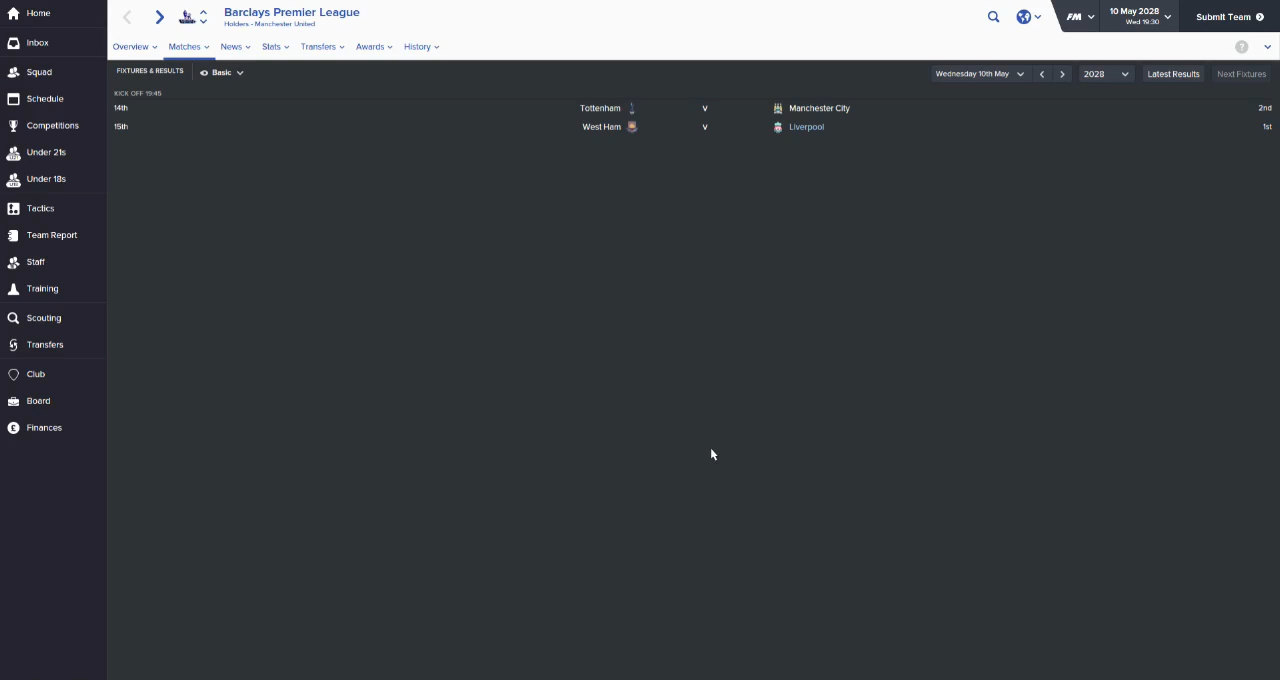 Home
Inbox
Squad
Schedule
Competitions
Under 21s
Under 18s
Tactics
Team Report
Staff
Training
Scouting
Transfers
Club
Board
Finances
Barclays Premier League
Holders - Manchester United
FM
10 May 2028
Wed 19:30
Submit Team
Overview Matches News Stats Transfers Awards History
?
FIXTURES & RESULTS Basic Wednesday 10th May 2028 Latest Results Next Fixtures
KICK OFF 19:45
14th Tottenham v Manchester City 2nd
15th West Ham v Liverpool 1st